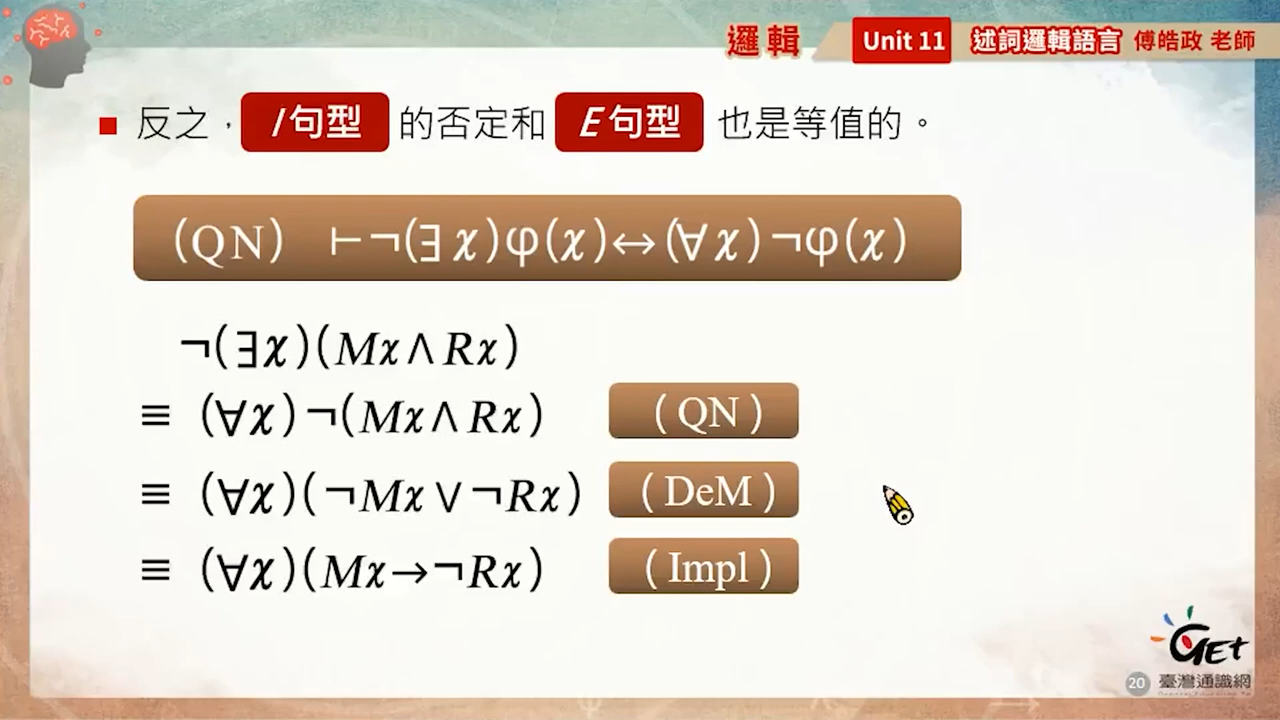 邏輯 Unit 11 述詞邏輯語言 傅皓政 老師
反之，I句型 的否定和 E句型 也是等值的。
(QN) ⊢¬(∃χ)φ(χ)↔(∀χ)¬φ(χ)
¬(∃χ)(Mχ∧Rχ)
≡ (∀χ)¬(Mχ∧Rχ) (QN)
≡ (∀χ)(¬Mχ∨¬Rχ) (DeM)
≡ (∀χ)(Mχ→¬Rχ) (Impl)
GET
20 臺灣通識網